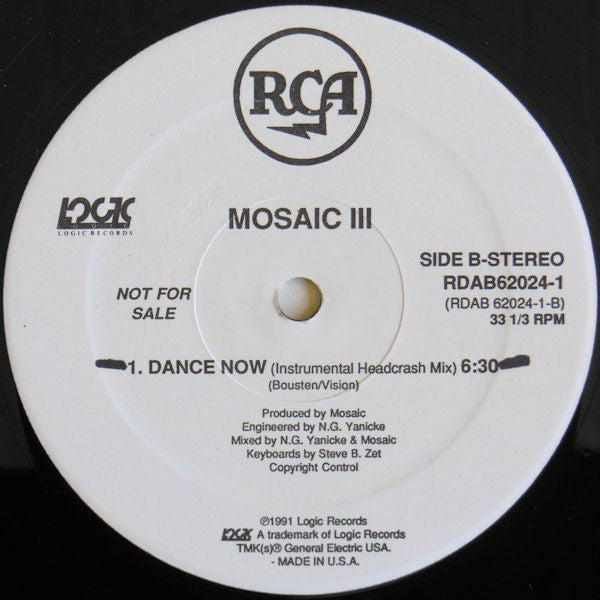 RCA
LOGIC
LOGIC RECORDS
MOSAIC III
NOT FOR
SALE
SIDE B-STEREO
RDAB62024-1
(RDAB 62024-1-B)
33 1/3 RPM
1. DANCE NOW (Instrumental Headcrash Mix) 6:30
(Bousten/Vision)
Produced by Mosaic
Engineered by N.G. Yanicke
Mixed by N.G. Yanicke & Mosaic
Keyboards by Steve B. Zet
Copyright Control
℗1991 Logic Records
LOGIC A trademark of Logic Records
TMK(s)® General Electric USA.
- MADE IN U.S.A.